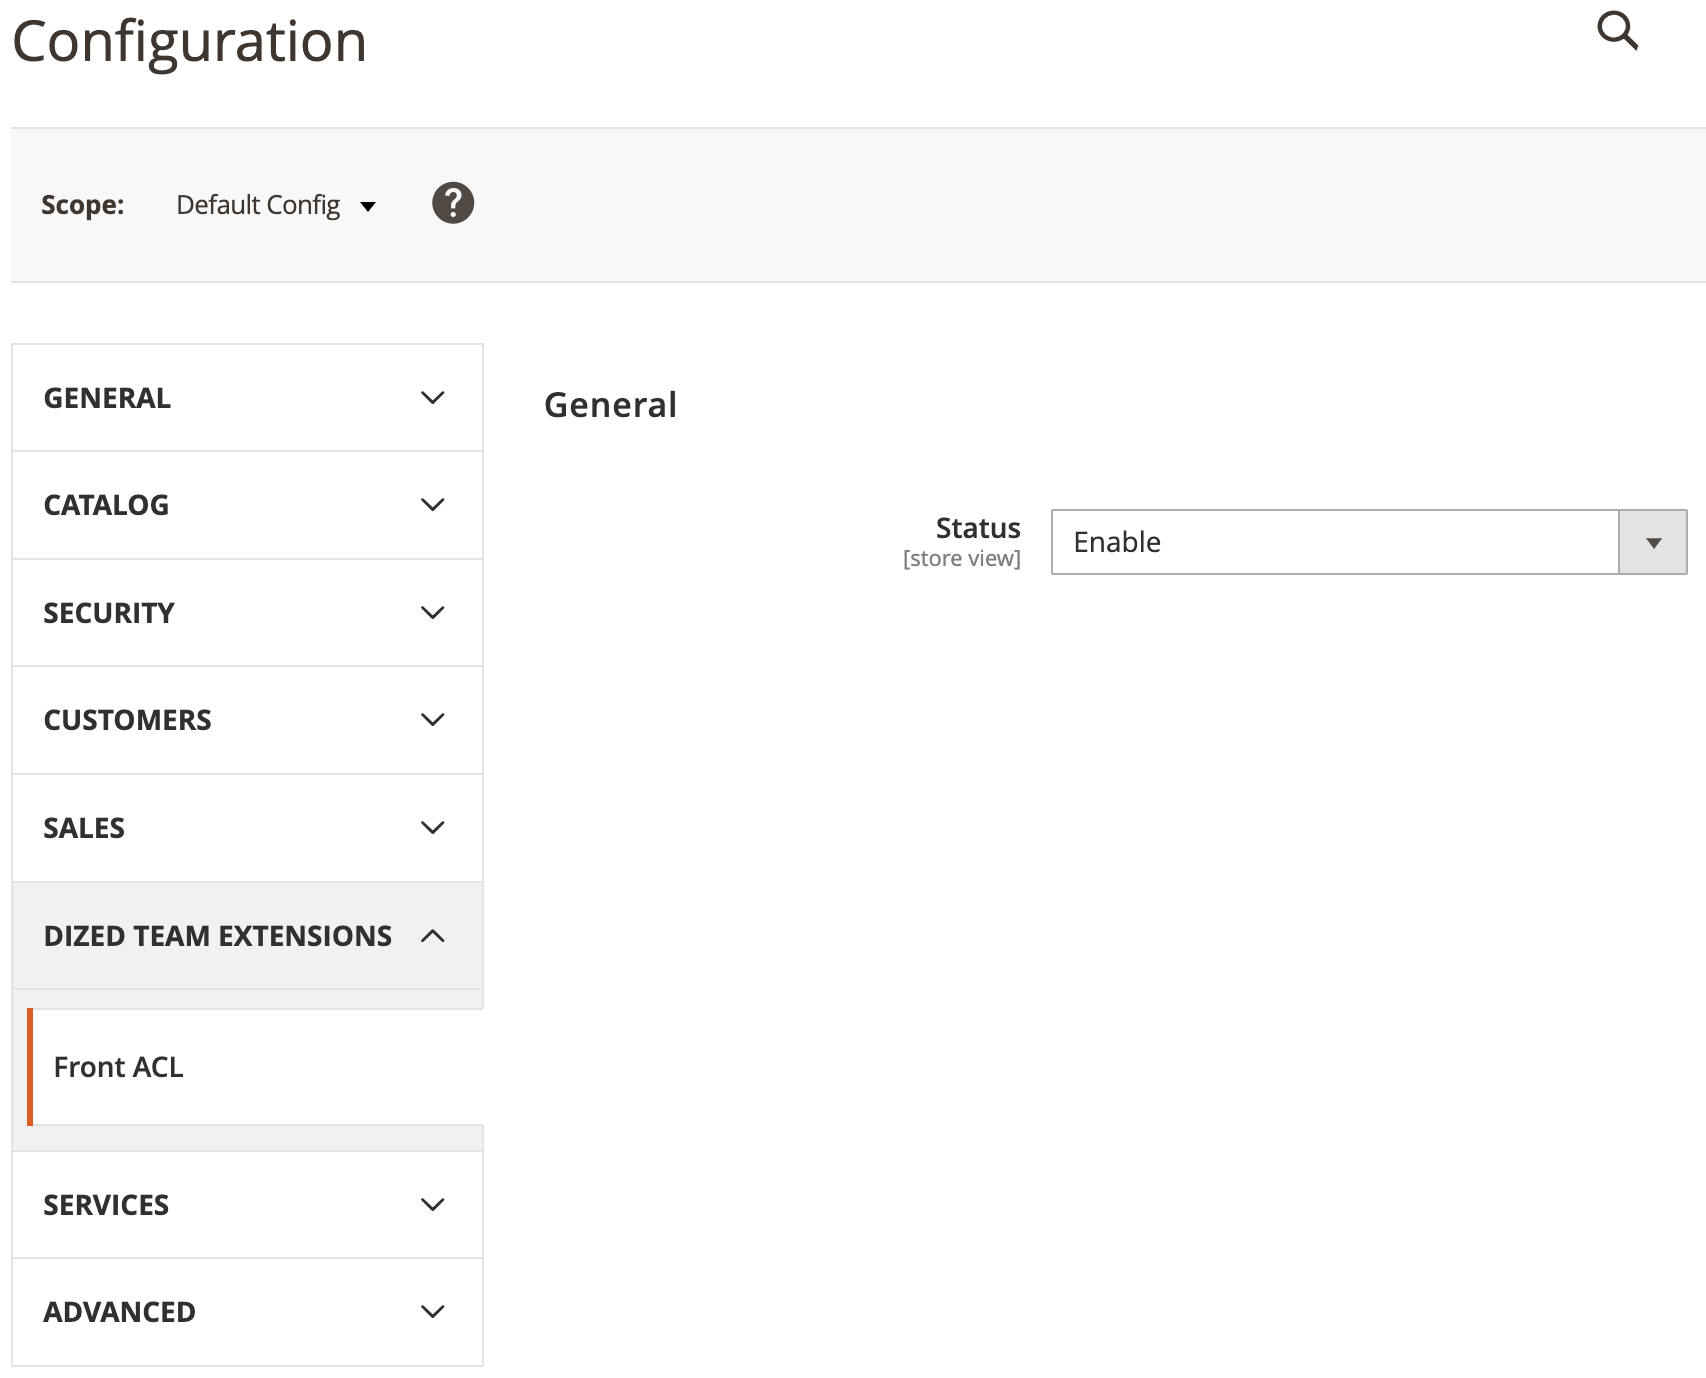 Configuration
Scope: Default Config ?
GENERAL
CATALOG
SECURITY
CUSTOMERS
SALES
DIZED TEAM EXTENSIONS
Front ACL
SERVICES
ADVANCED
General
Status
[store view]
Enable